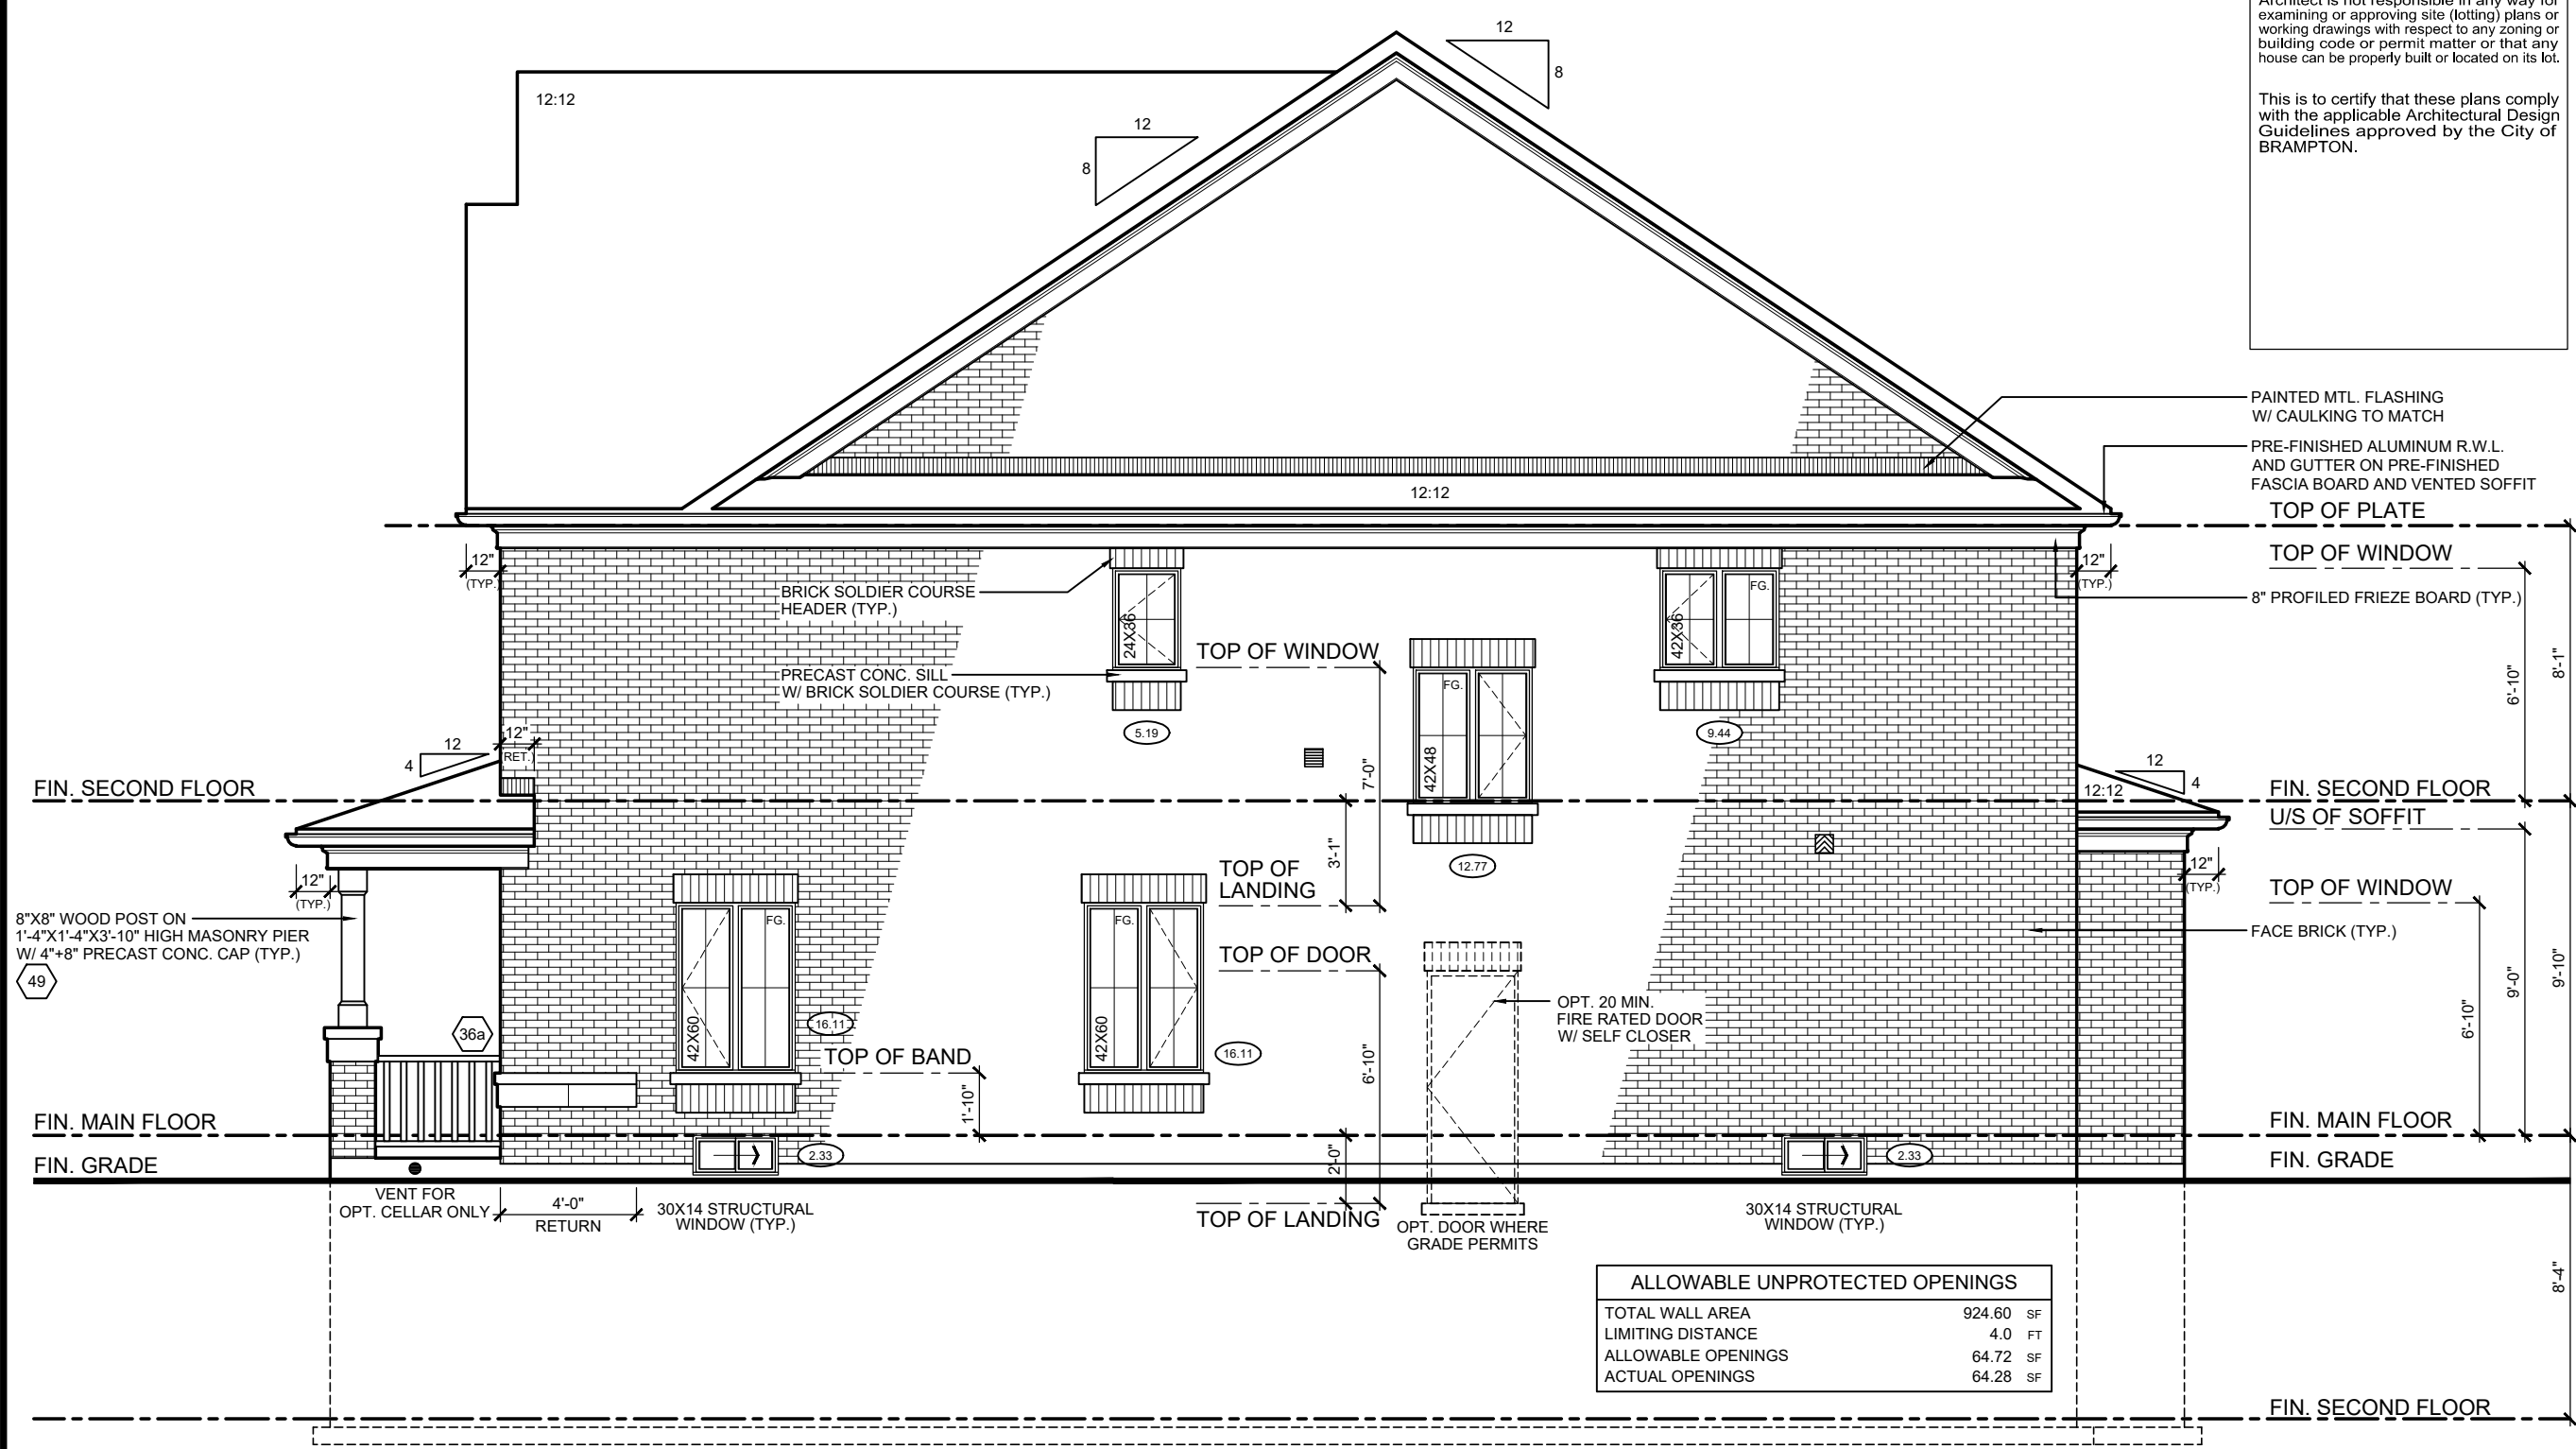 Architect is not responsible in any way for
examining or approving site (lotting) plans or
working drawings with respect to any zoning or
building code or permit matter or that any
house can be properly built or located on its lot.
This is to certify that these plans comply
with the applicable Architectural Design
Guidelines approved by the City of
BRAMPTON.
12
8
12:12
12
8
PAINTED MTL. FLASHING
W/ CAULKING TO MATCH
PRE-FINISHED ALUMINUM R.W.L.
AND GUTTER ON PRE-FINISHED
FASCIA BOARD AND VENTED SOFFIT
12:12
TOP OF PLATE
TOP OF WINDOW
12"
(TYP.)
12"
(TYP.)
BRICK SOLDIER COURSE
HEADER (TYP.)
8" PROFILED FRIEZE BOARD (TYP.)
24X36
42X36
FG.
TOP OF WINDOW
PRECAST CONC. SILL
W/ BRICK SOLDIER COURSE (TYP.)
FG.
42X48
8'-1"
6'-10"
5.19
9.44
12"
(RET.)
12
4
7'-0"
12
4
12:12
FIN. SECOND FLOOR
FIN. SECOND FLOOR
U/S OF SOFFIT
3'-1"
12.77
TOP OF
LANDING
12"
(TYP.)
12"
(TYP.)
TOP OF WINDOW
8"X8" WOOD POST ON
1'-4"X1'-4"X3'-10" HIGH MASONRY PIER
W/ 4"+8" PRECAST CONC. CAP (TYP.)
49
FG.
FG.
FACE BRICK (TYP.)
TOP OF DOOR
9'-10"
9'-0"
6'-10"
OPT. 20 MIN.
FIRE RATED DOOR
W/ SELF CLOSER
36a
42X60
16.11
42X60
16.11
TOP OF BAND
6'-10"
1'-10"
FIN. MAIN FLOOR
FIN. MAIN FLOOR
2.33
2.33
2'-0"
FIN. GRADE
FIN. GRADE
VENT FOR
OPT. CELLAR ONLY
4'-0"
RETURN
30X14 STRUCTURAL
WINDOW (TYP.)
TOP OF LANDING
OPT. DOOR WHERE
GRADE PERMITS
30X14 STRUCTURAL
WINDOW (TYP.)
8'-4"
ALLOWABLE UNPROTECTED OPENINGS
TOTAL WALL AREA 924.60 SF
LIMITING DISTANCE 4.0 FT
ALLOWABLE OPENINGS 64.72 SF
ACTUAL OPENINGS 64.28 SF
FIN. SECOND FLOOR